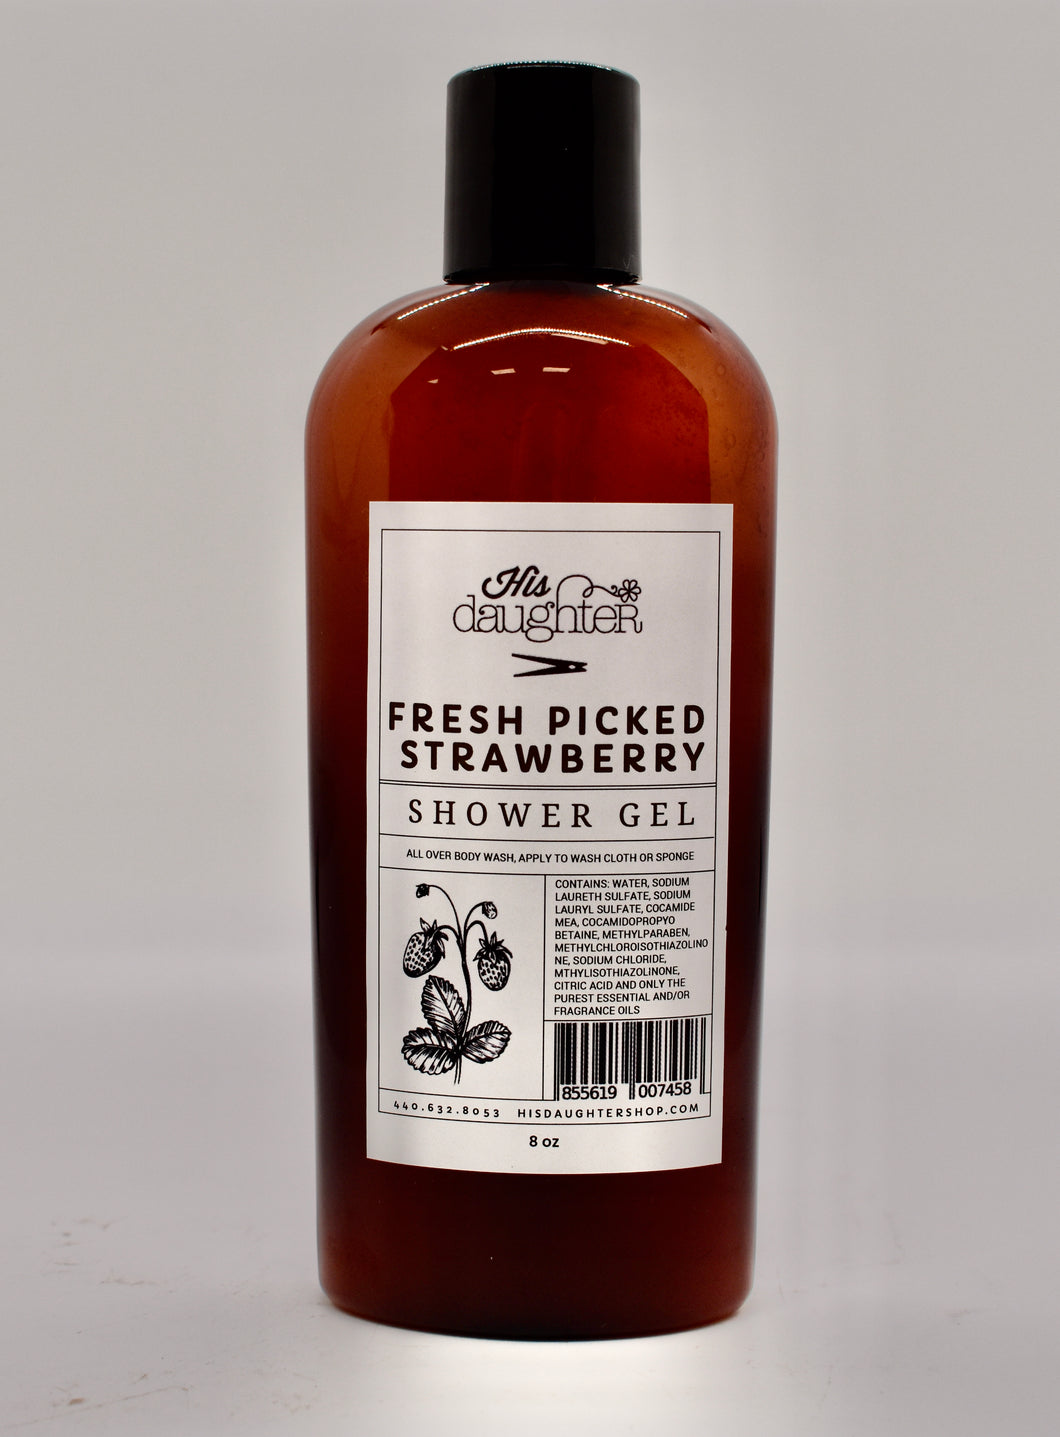 His
daughter
FRESH PICKED
STRAWBERRY
SHOWER GEL
ALL OVER BODY WASH, APPLY TO WASH CLOTH OR SPONGE
CONTAINS: WATER, SODIUM
LAURETH SULFATE, SODIUM
LAURYL SULFATE, COCAMIDE
MEA, COCAMIDOPROPYO
BETAINE, METHYLPARABEN,
METHYLCHLOROISOTHIAZOLINO
NE, SODIUM CHLORIDE,
MTHYLISOTHIAZOLINONE,
CITRIC ACID AND ONLY THE
PUREST ESSENTIAL AND/OR
FRAGRANCE OILS
855619 007458
440.632.8053 HISDAUGHTERSHOP.COM
8 oz